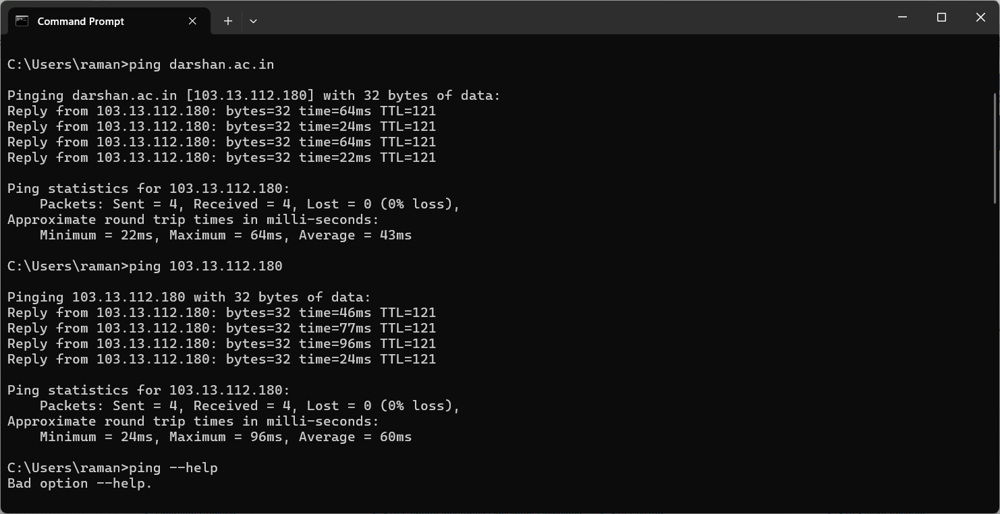 Command Prompt
C:\Users\raman>ping darshan.ac.in
Pinging darshan.ac.in [103.13.112.180] with 32 bytes of data:
Reply from 103.13.112.180: bytes=32 time=64ms TTL=121
Reply from 103.13.112.180: bytes=32 time=24ms TTL=121
Reply from 103.13.112.180: bytes=32 time=64ms TTL=121
Reply from 103.13.112.180: bytes=32 time=22ms TTL=121
Ping statistics for 103.13.112.180:
    Packets: Sent = 4, Received = 4, Lost = 0 (0% loss),
Approximate round trip times in milli-seconds:
    Minimum = 22ms, Maximum = 64ms, Average = 43ms
C:\Users\raman>ping 103.13.112.180
Pinging 103.13.112.180 with 32 bytes of data:
Reply from 103.13.112.180: bytes=32 time=46ms TTL=121
Reply from 103.13.112.180: bytes=32 time=77ms TTL=121
Reply from 103.13.112.180: bytes=32 time=96ms TTL=121
Reply from 103.13.112.180: bytes=32 time=24ms TTL=121
Ping statistics for 103.13.112.180:
    Packets: Sent = 4, Received = 4, Lost = 0 (0% loss),
Approximate round trip times in milli-seconds:
    Minimum = 24ms, Maximum = 96ms, Average = 60ms
C:\Users\raman>ping --help
Bad option --help.